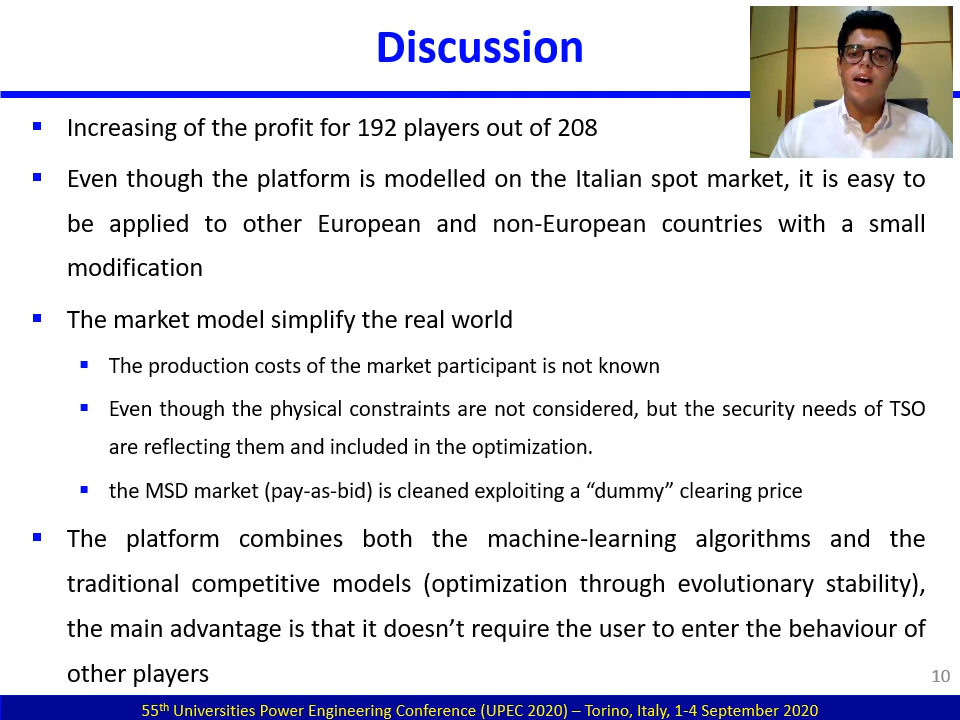 Discussion
Increasing of the profit for 192 players out of 208
Even though the platform is modelled on the Italian spot market, it is easy to
be applied to other European and non-European countries with a small
modification
The market model simplify the real world
The production costs of the market participant is not known
Even though the physical constraints are not considered, but the security needs of TSO
are reflecting them and included in the optimization.
the MSD market (pay-as-bid) is cleaned exploiting a “dummy” clearing price
The platform combines both the machine-learning algorithms and the
traditional competitive models (optimization through evolutionary stability),
the main advantage is that it doesn’t require the user to enter the behaviour of
other players
10
55th Universities Power Engineering Conference (UPEC 2020) – Torino, Italy, 1-4 September 2020